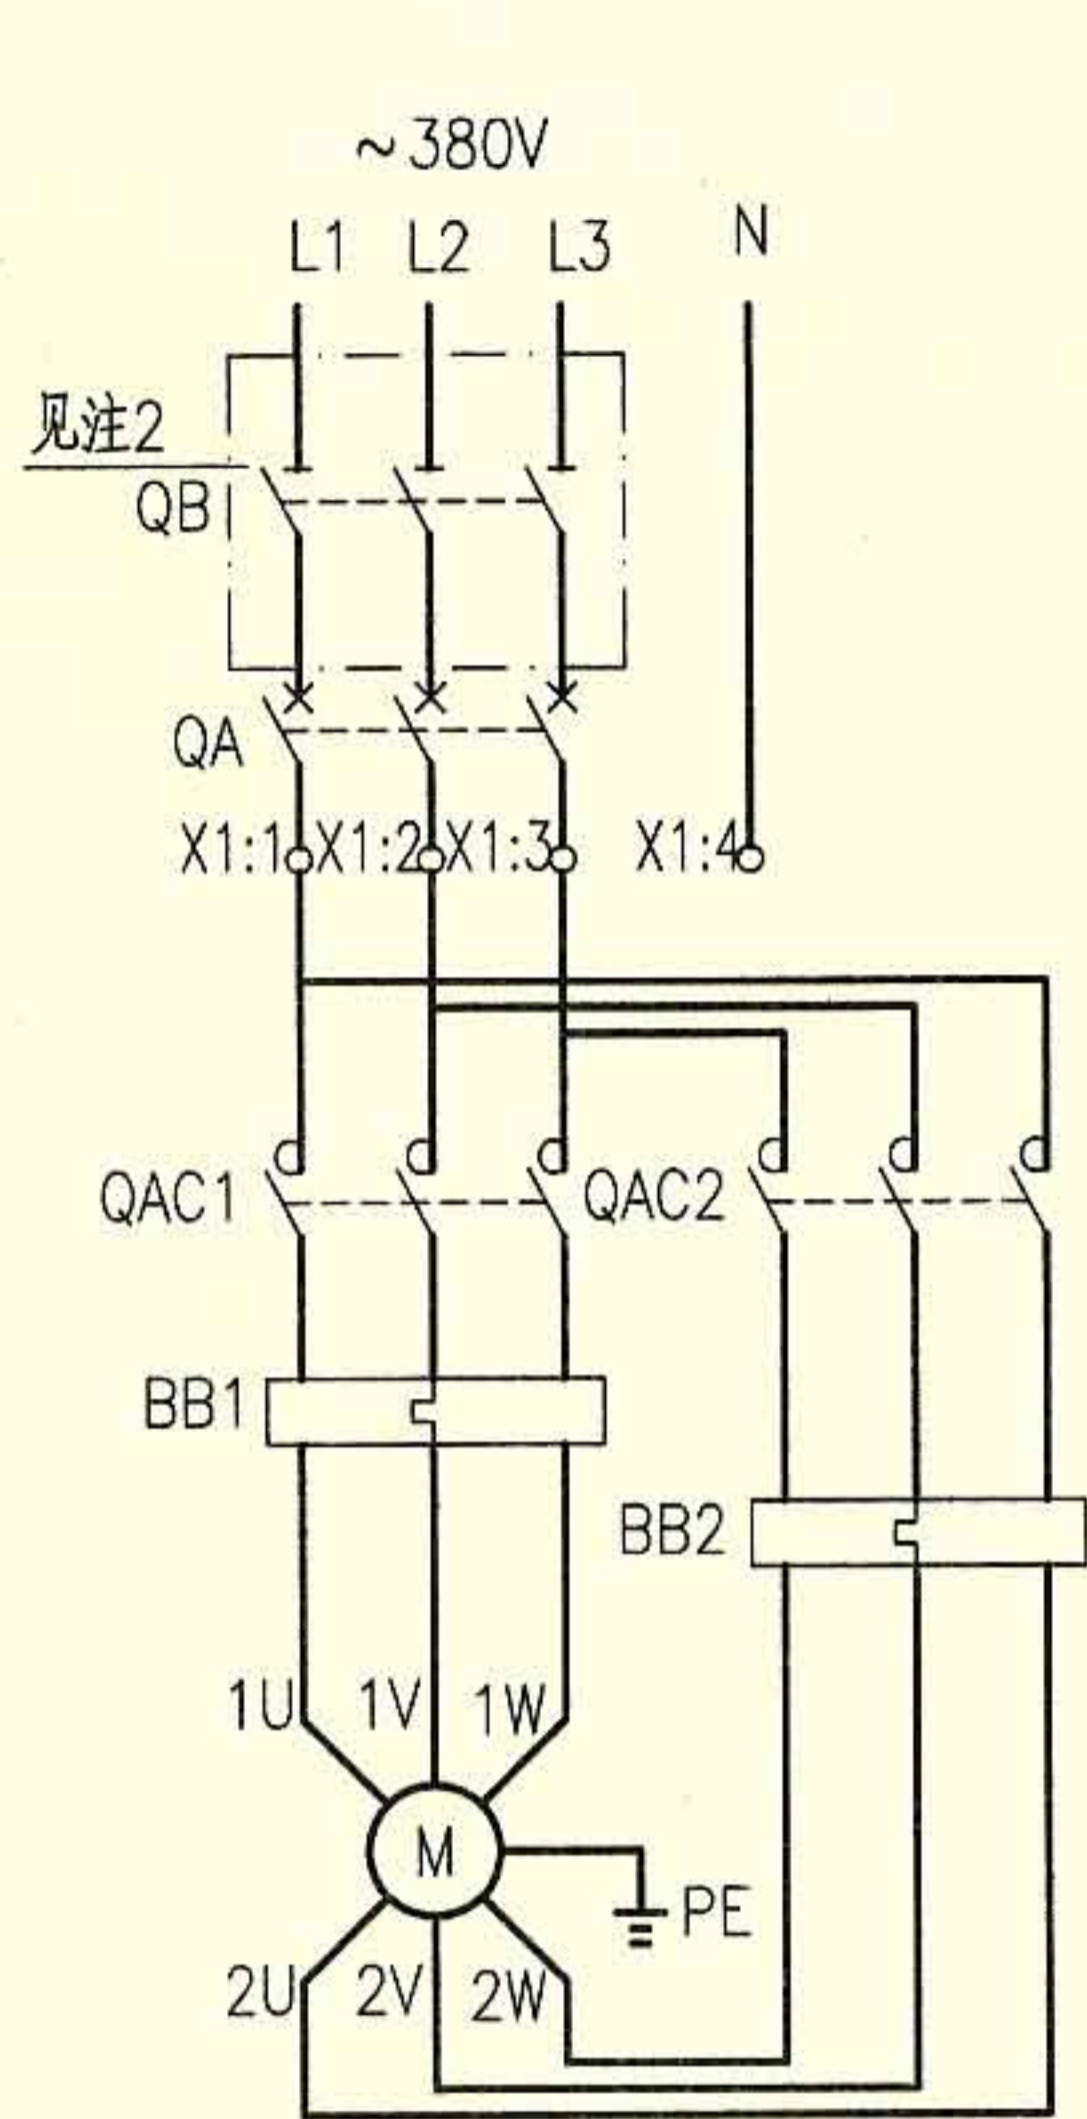 ~380V
L1 L2 L3 N
见注2
QB
QA
X1:1 X1:2 X1:3 X1:4
QAC1 QAC2
BB1
BB2
1U 1V 1W
M
PE
2U 2V 2W